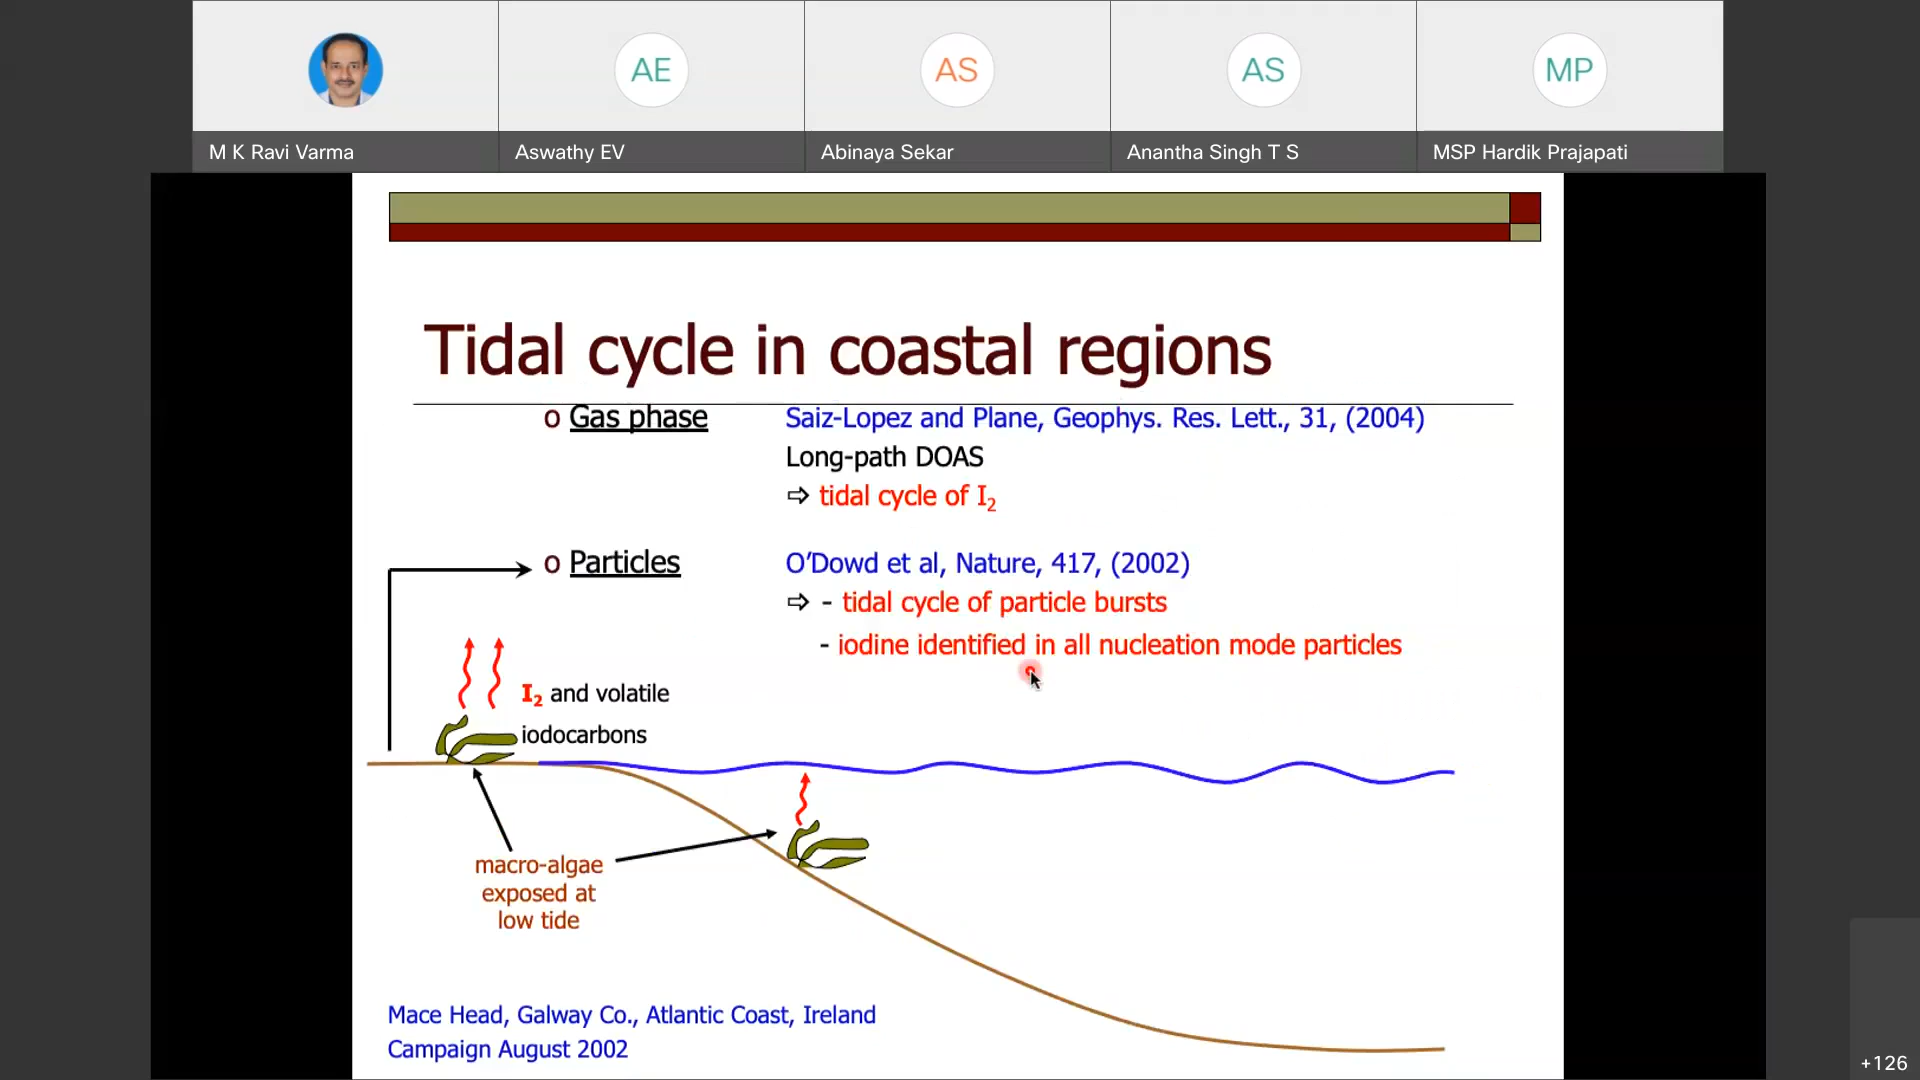 AE
AS
AS
MP
M K Ravi Varma
Aswathy EV
Abinaya Sekar
Anantha Singh T S
MSP Hardik Prajapati
Tidal cycle in coastal regions
o Gas phase
Saiz-Lopez and Plane, Geophys. Res. Lett., 31, (2004)
Long-path DOAS
⇨ tidal cycle of I₂
o Particles
O'Dowd et al, Nature, 417, (2002)
⇨ - tidal cycle of particle bursts
- iodine identified in all nucleation mode particles
I₂ and volatile
iodocarbons
macro-algae
exposed at
low tide
Mace Head, Galway Co., Atlantic Coast, Ireland
Campaign August 2002
+126